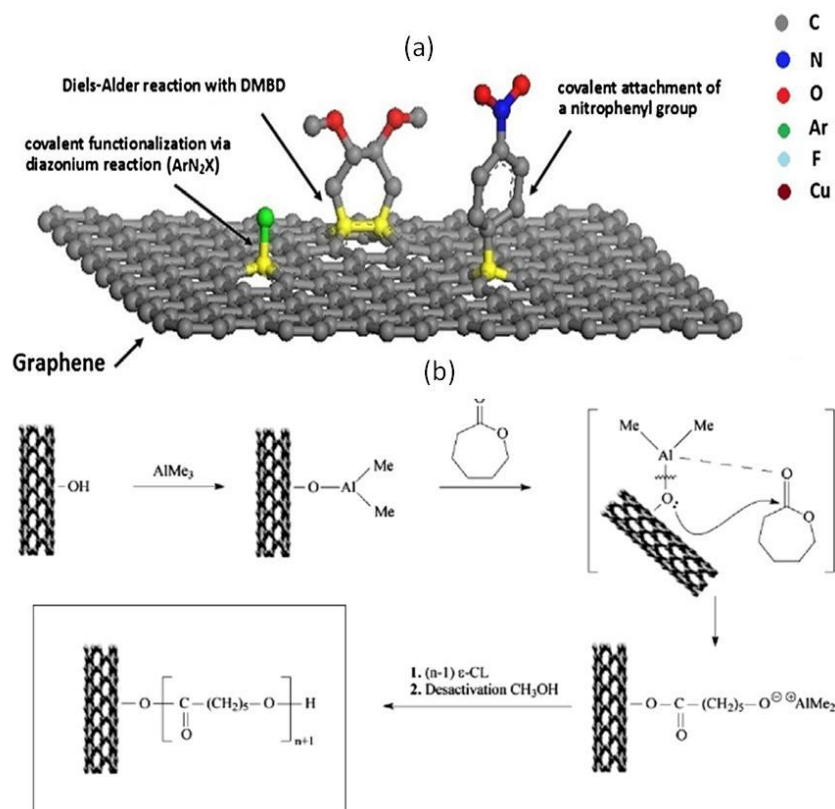 (a)
C
N
O
Ar
F
Cu
Diels-Alder reaction with DMBD
covalent attachment of
a nitrophenyl group
covalent functionalization via
diazonium reaction (ArN₂X)
Graphene
(b)
-OH
AlMe₃
-O-Al
Me
Me
O
O
Me
Me
Al
O:
O
O
1. (n-1) ε-CL
2. Desactivation CH₃OH
-O-C-(CH₂)₅-O-H
O
n+1
-O-C-(CH₂)₅-O⊖⊕AlMe₂
O